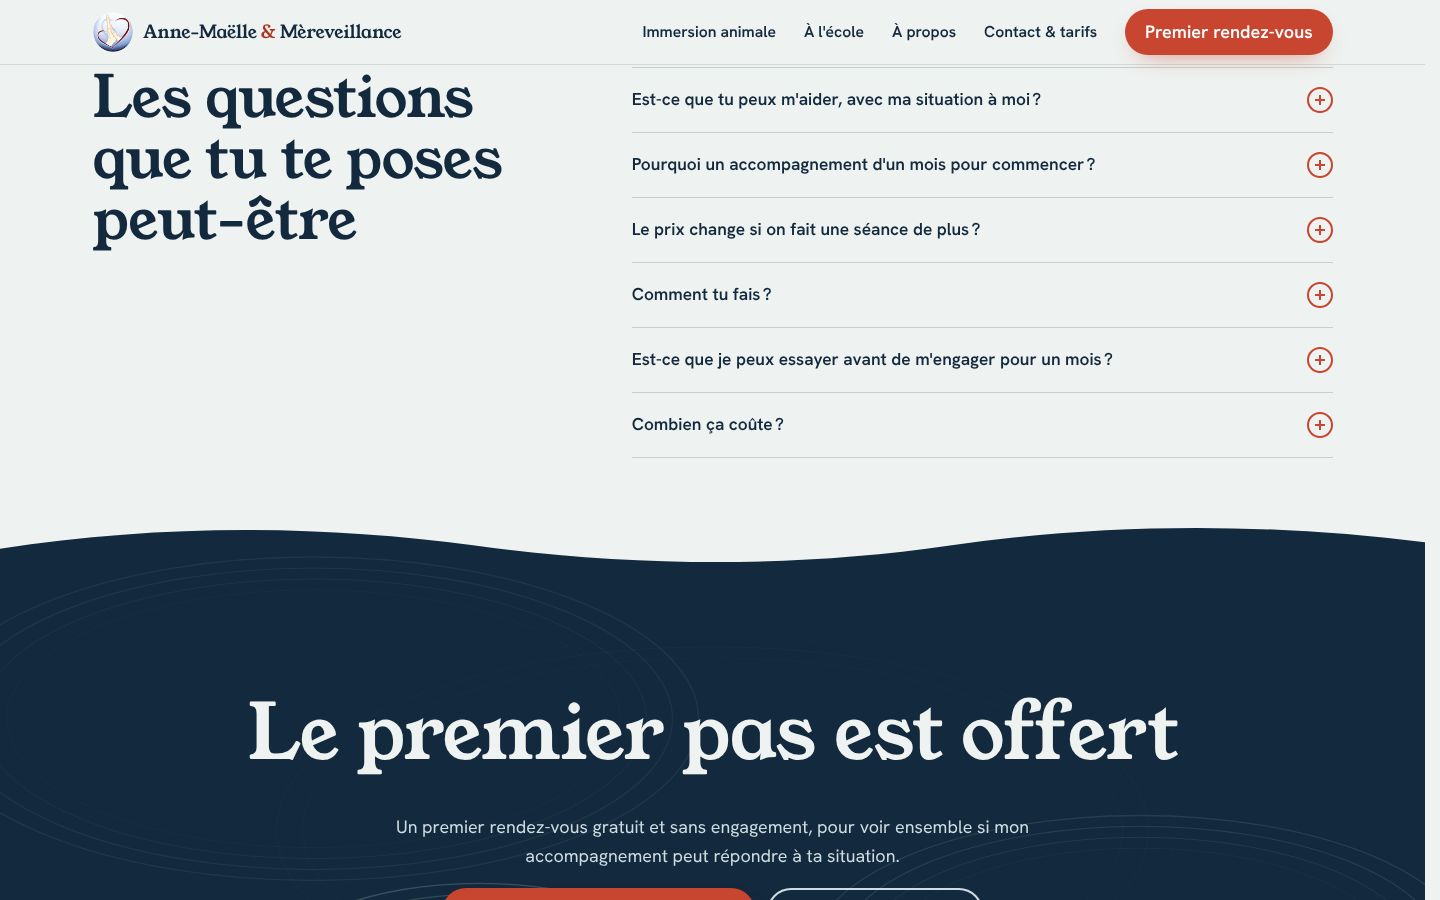 Anne-Maëlle & Mèreveillance
Immersion animale
À l'école
À propos
Contact & tarifs
Premier rendez-vous
Les questions
que tu te poses
peut-être
Est-ce que tu peux m'aider, avec ma situation à moi ?
Pourquoi un accompagnement d'un mois pour commencer ?
Le prix change si on fait une séance de plus ?
Comment tu fais ?
Est-ce que je peux essayer avant de m'engager pour un mois ?
Combien ça coûte ?
Le premier pas est offert
Un premier rendez-vous gratuit et sans engagement, pour voir ensemble si mon
accompagnement peut répondre à ta situation.